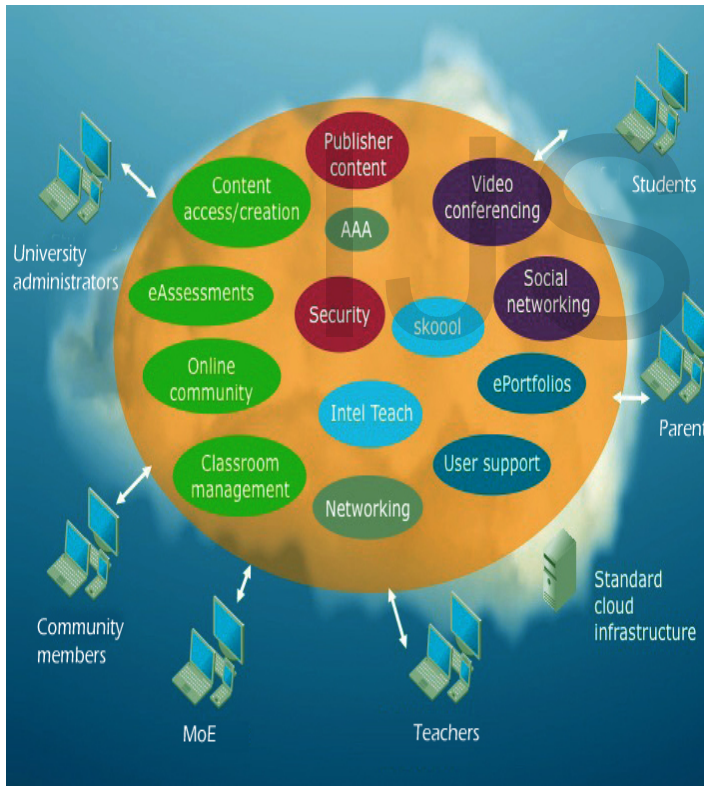 Publisher
content
Content
access/creation
Video
conferencing
Students
AAA
University
administrators
eAssessments
Security
skoool
Social
networking
Online
community
ePortfolios
Parent
Intel Teach
Classroom
management
User support
Networking
Standard
cloud
infrastructure
Community
members
MoE
Teachers
IJS